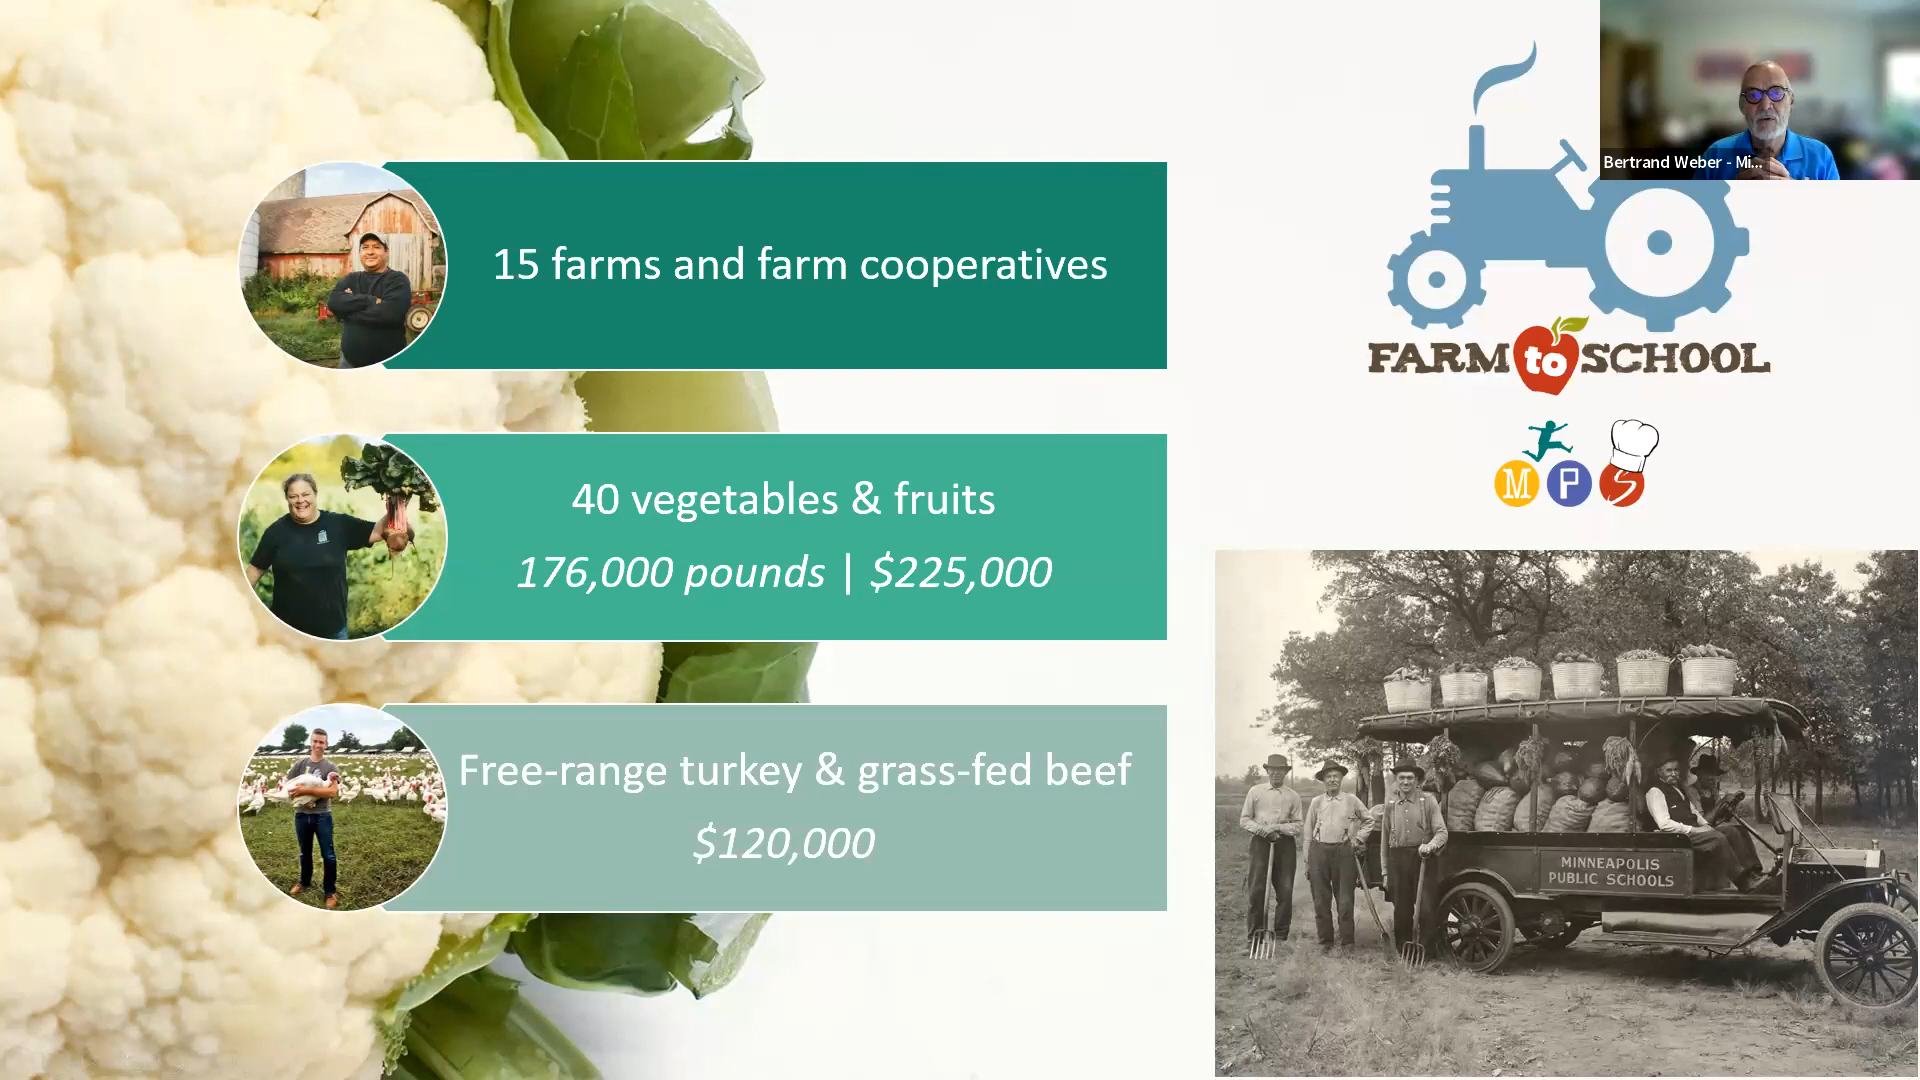 15 farms and farm cooperatives
40 vegetables & fruits
176,000 pounds | $225,000
Free-range turkey & grass-fed beef
$120,000
Bertrand Weber - Mi...
FARM to SCHOOL
M P S
MINNEAPOLIS
PUBLIC SCHOOLS